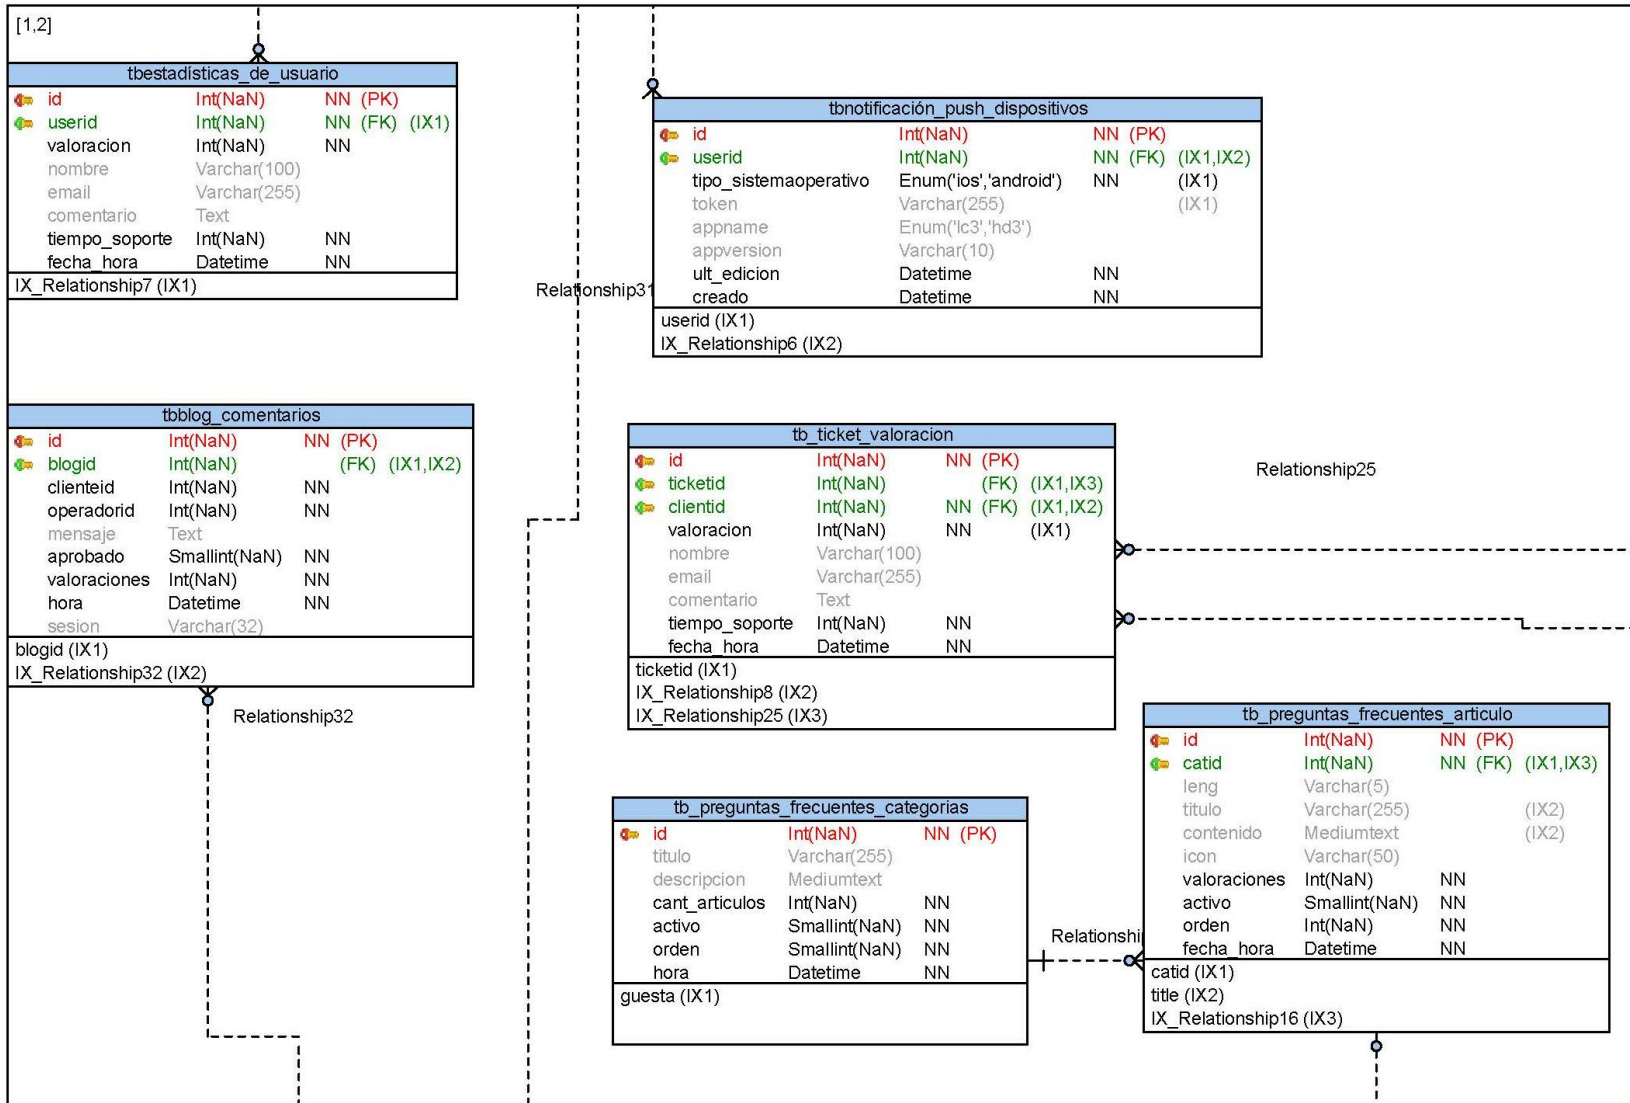 [1,2]
tbestadísticas_de_usuario
id Int(NaN) NN (PK)
userid Int(NaN) NN (FK) (IX1)
valoracion Int(NaN) NN
nombre Varchar(100)
email Varchar(255)
comentario Text
tiempo_soporte Int(NaN) NN
fecha_hora Datetime NN
IX_Relationship7 (IX1)
tbnotificación_push_dispositivos
id Int(NaN) NN (PK)
userid Int(NaN) NN (FK) (IX1,IX2)
tipo_sistemaoperativo Enum('ios','android') NN (IX1)
token Varchar(255) (IX1)
appname Enum('lc3','hd3')
appversion Varchar(10)
ult_edicion Datetime NN
creado Datetime NN
userid (IX1)
IX_Relationship6 (IX2)
Relationship31
tbblog_comentarios
id Int(NaN) NN (PK)
blogid Int(NaN) (FK) (IX1,IX2)
clienteid Int(NaN) NN
operadorid Int(NaN) NN
mensaje Text
aprobado Smallint(NaN) NN
valoraciones Int(NaN) NN
hora Datetime NN
sesion Varchar(32)
blogid (IX1)
IX_Relationship32 (IX2)
Relationship32
tb_ticket_valoracion
id Int(NaN) NN (PK)
ticketid Int(NaN) (FK) (IX1,IX3)
clientid Int(NaN) NN (FK) (IX1,IX2)
valoracion Int(NaN) NN (IX1)
nombre Varchar(100)
email Varchar(255)
comentario Text
tiempo_soporte Int(NaN) NN
fecha_hora Datetime NN
ticketid (IX1)
IX_Relationship8 (IX2)
IX_Relationship25 (IX3)
Relationship25
tb_preguntas_frecuentes_categorias
id Int(NaN) NN (PK)
titulo Varchar(255)
descripcion Mediumtext
cant_articulos Int(NaN) NN
activo Smallint(NaN) NN
orden Smallint(NaN) NN
hora Datetime NN
guesta (IX1)
Relationshi
tb_preguntas_frecuentes_articulo
id Int(NaN) NN (PK)
catid Int(NaN) NN (FK) (IX1,IX3)
leng Varchar(5)
titulo Varchar(255) (IX2)
contenido Mediumtext (IX2)
icon Varchar(50)
valoraciones Int(NaN) NN
activo Smallint(NaN) NN
orden Int(NaN) NN
fecha_hora Datetime NN
catid (IX1)
title (IX2)
IX_Relationship16 (IX3)